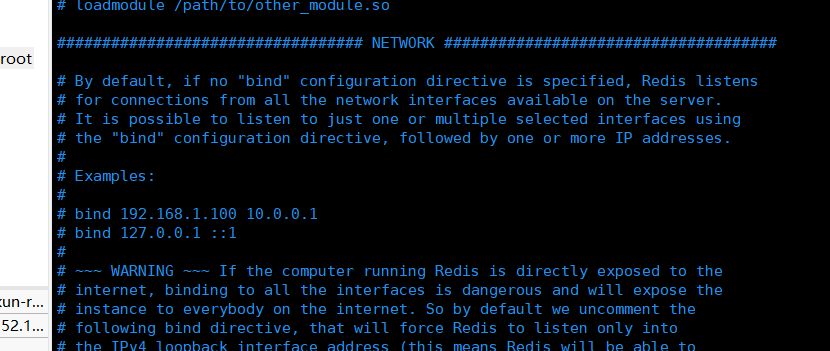 # loadmodule /path/to/other_module.so
################################## NETWORK #####################################
root
# By default, if no "bind" configuration directive is specified, Redis listens
# for connections from all the network interfaces available on the server.
# It is possible to listen to just one or multiple selected interfaces using
# the "bind" configuration directive, followed by one or more IP addresses.
#
# Examples:
#
# bind 192.168.1.100 10.0.0.1
# bind 127.0.0.1 ::1
#
# ~~~ WARNING ~~~ If the computer running Redis is directly exposed to the
# internet, binding to all the interfaces is dangerous and will expose the
xun-r...
# instance to everybody on the internet. So by default we uncomment the
52.1...
# following bind directive, that will force Redis to listen only into
# the IPv4 loopback interface address (this means Redis will be able to